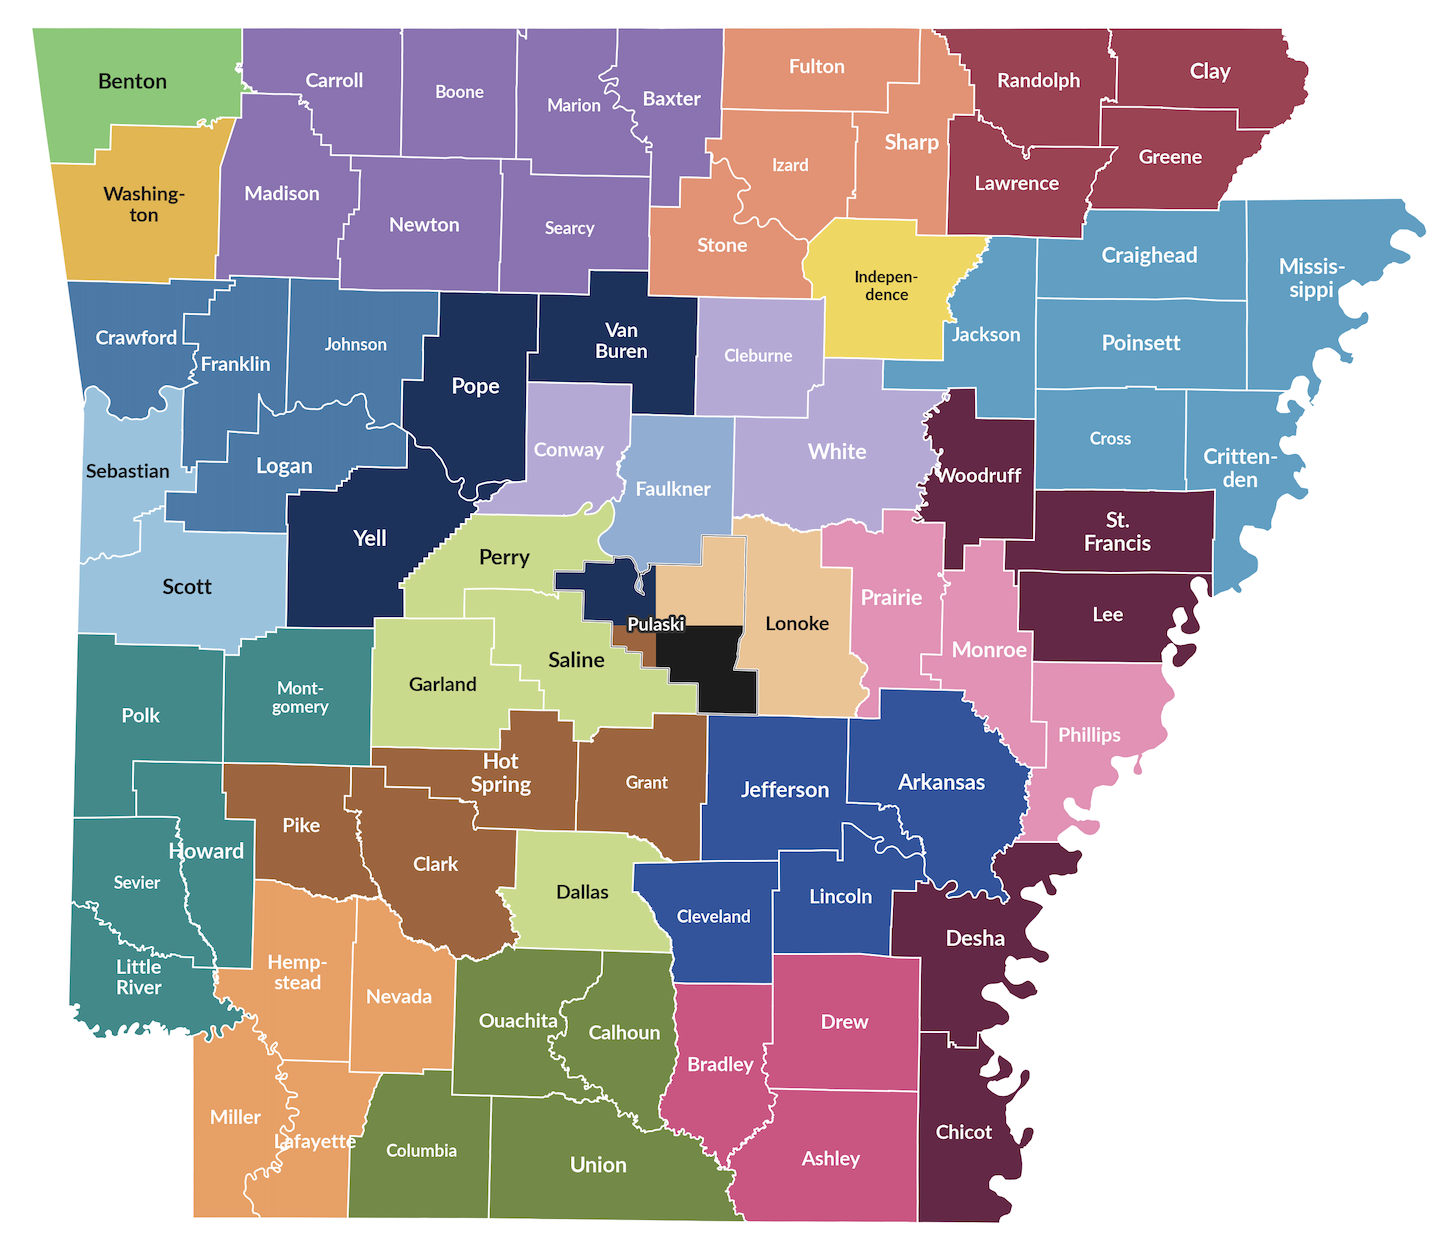 Benton
Carroll
Boone
Marion
Baxter
Fulton
Randolph
Clay
Washing-
ton
Madison
Newton
Searcy
Izard
Sharp
Lawrence
Greene
Stone
Indepen-
dence
Craighead
Missis-
sippi
Crawford
Franklin
Johnson
Pope
Van
Buren
Cleburne
Jackson
Poinsett
Sebastian
Logan
Conway
Faulkner
White
Woodruff
Cross
Critten-
den
Scott
Yell
Perry
Pulaski
Lonoke
Prairie
Monroe
St.
Francis
Lee
Polk
Mont-
gomery
Garland
Saline
Phillips
Hot
Spring
Grant
Jefferson
Arkansas
Pike
Howard
Sevier
Clark
Dallas
Cleveland
Lincoln
Desha
Little
River
Hemp-
stead
Nevada
Ouachita
Calhoun
Bradley
Drew
Miller
Lafayette
Columbia
Union
Ashley
Chicot